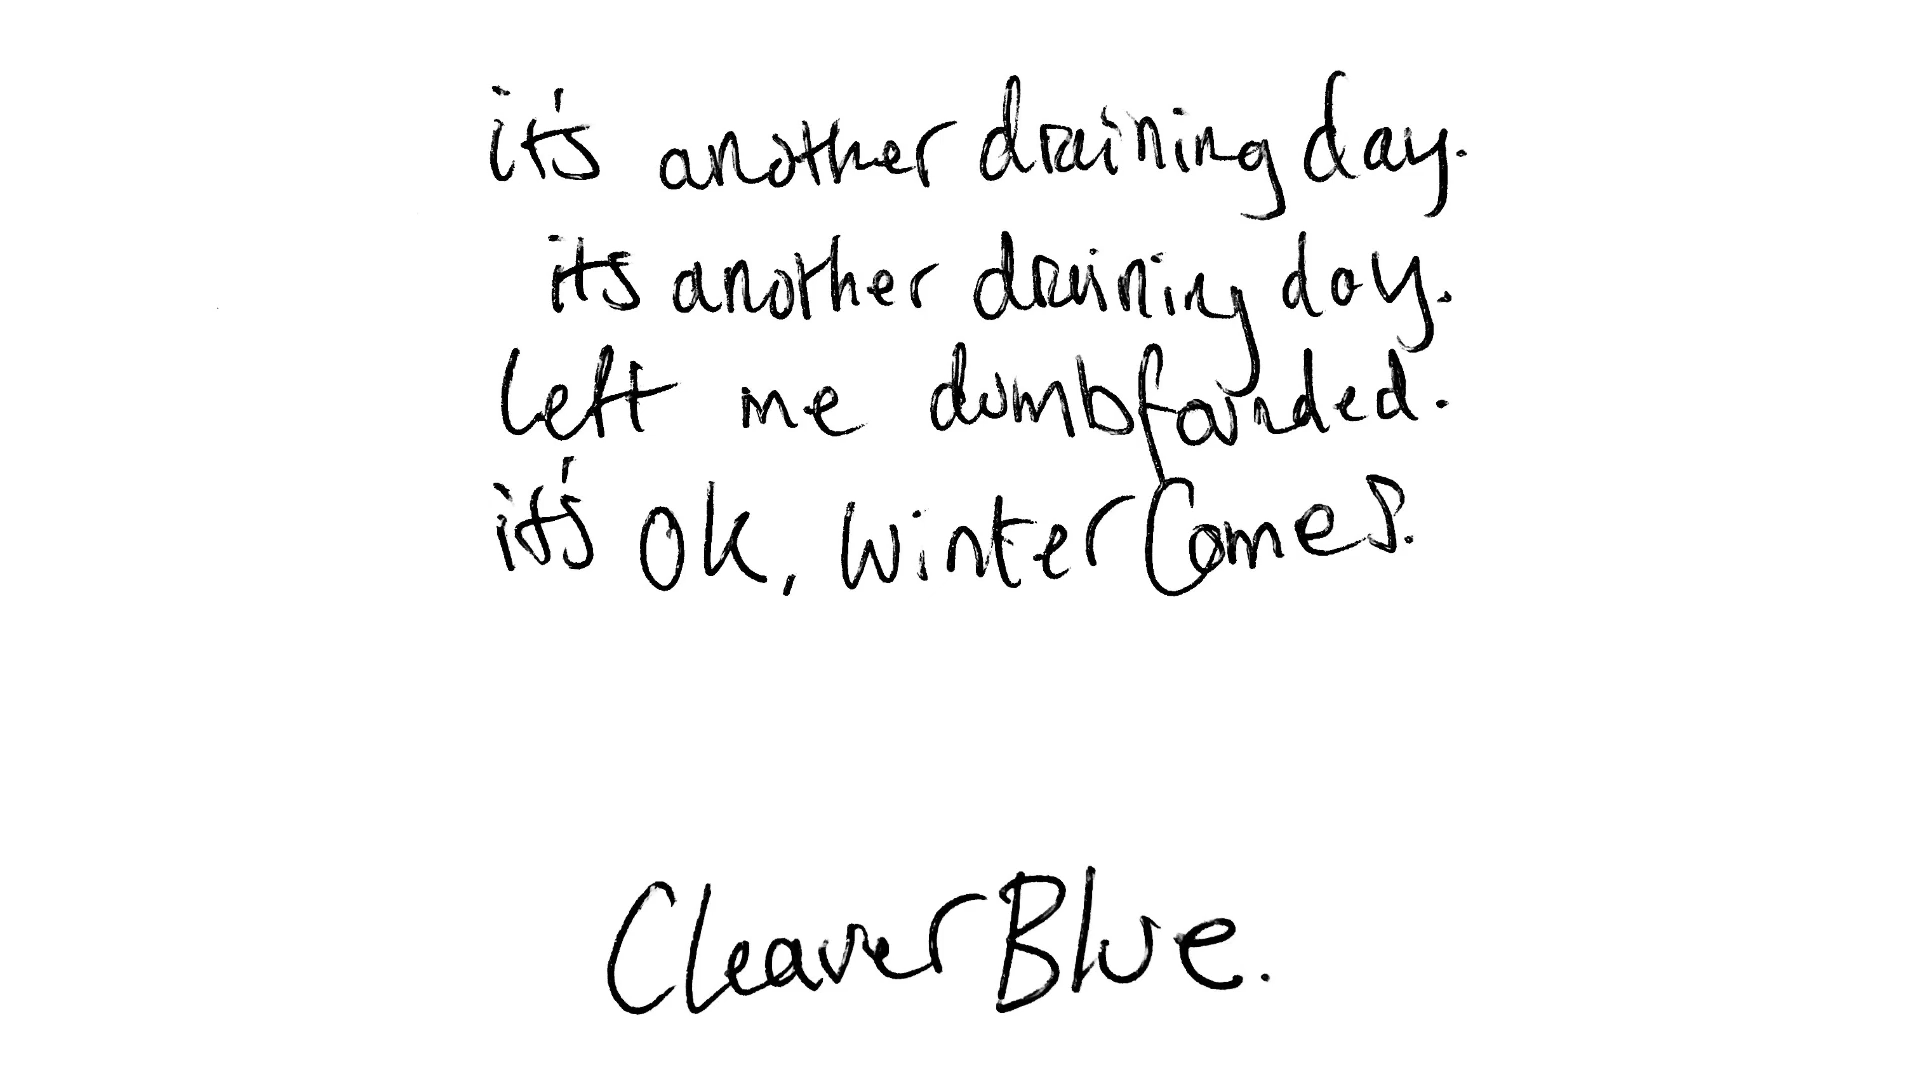 it's another draining day.
its another draining day.
left me dumbfounded.
it's ok, winter Comes.
Cleaver Blue.